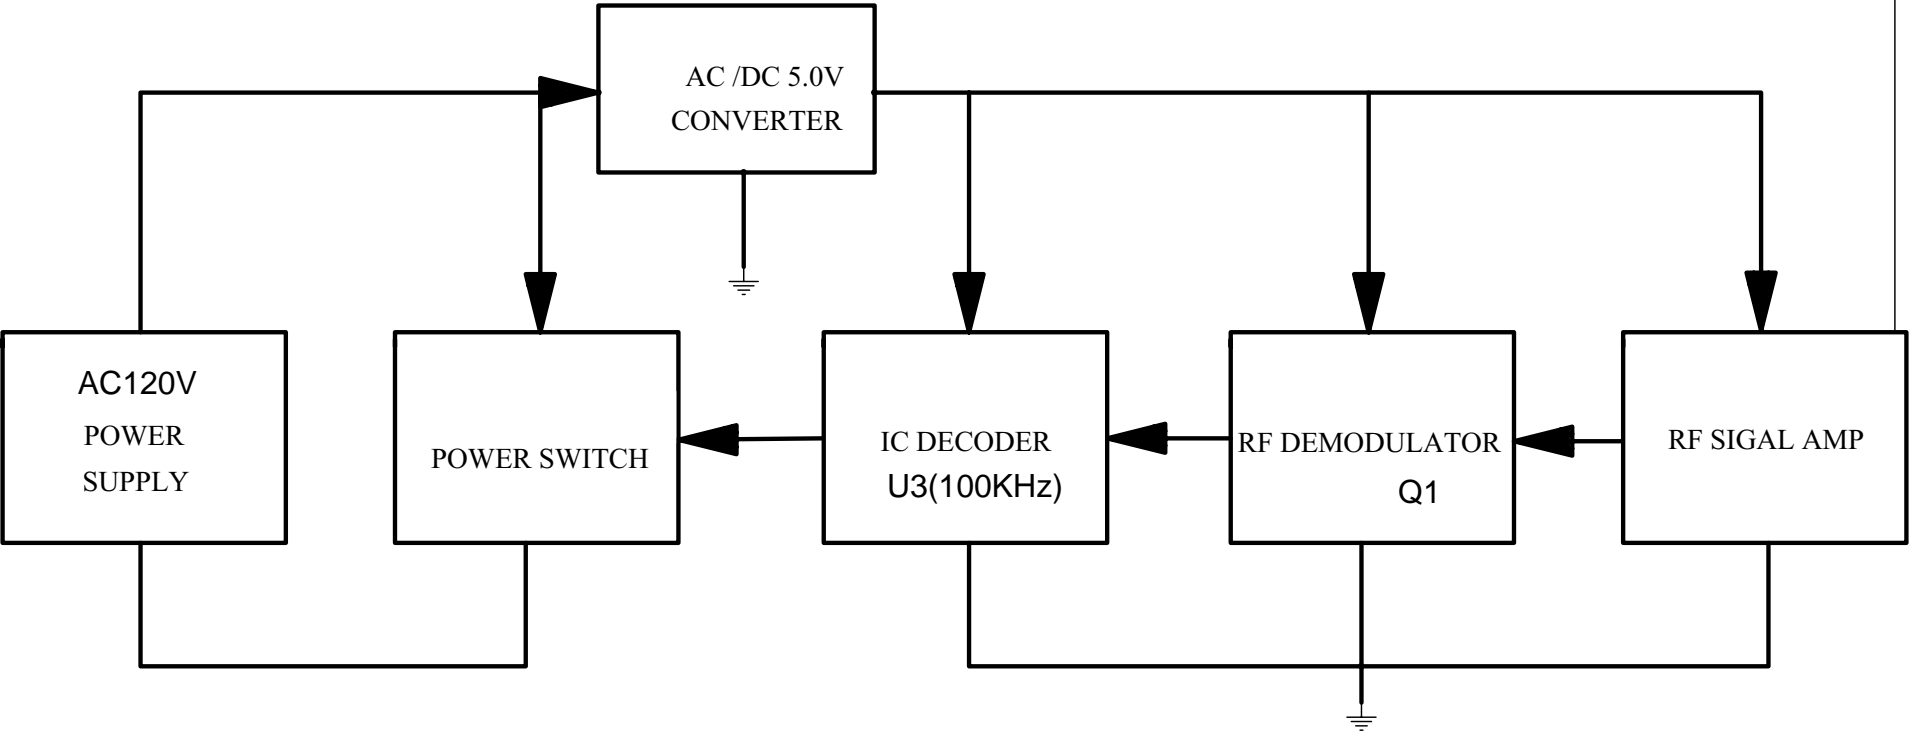 AC /DC 5.0V
CONVERTER
AC120V
POWER
SUPPLY
POWER SWITCH
IC DECODER
U3(100KHz)
RF DEMODULATOR
Q1
RF SIGAL AMP